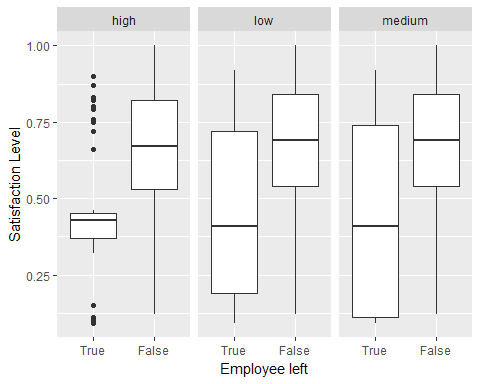 high low medium
1.00
0.75
0.50
0.25
Satisfaction Level
True False True False True False
Employee left